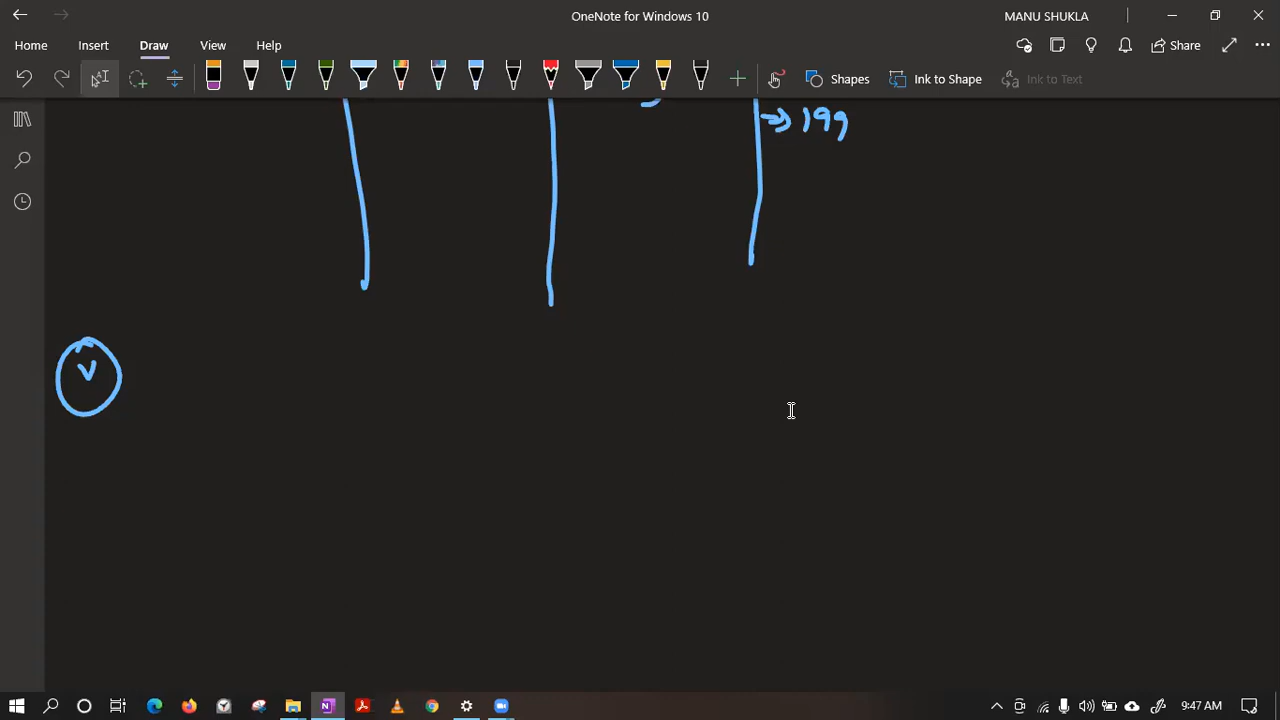 OneNote for Windows 10
MANU SHUKLA
Home Insert Draw View Help
Share
Shapes Ink to Shape Ink to Text
→ 199
V
9:47 AM